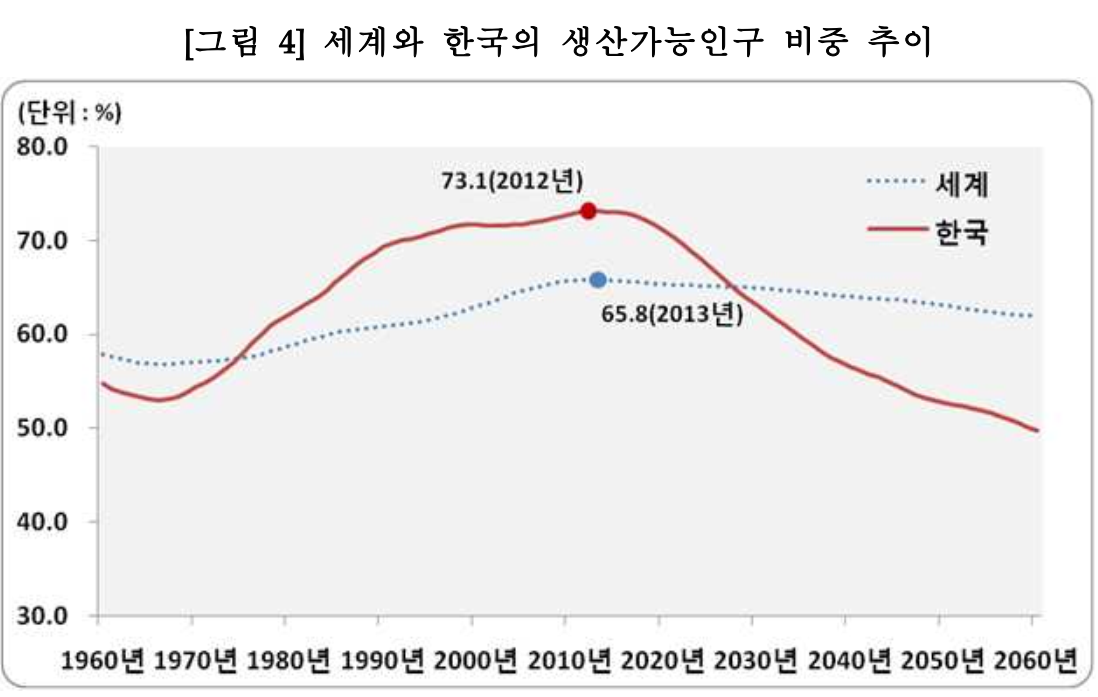 [그림 4] 세계와 한국의 생산가능인구 비중 추이
(단위 : %)
80.0
70.0
60.0
50.0
40.0
30.0
73.1(2012년)
65.8(2013년)
세계
한국
1960년 1970년 1980년 1990년 2000년 2010년 2020년 2030년 2040년 2050년 2060년